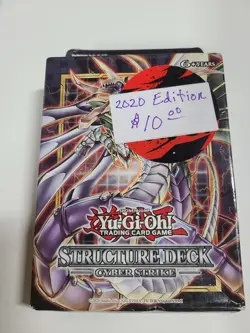 6+ YEARS
2020 Edition
$10.00
Yu-Gi-Oh!
TRADING CARD GAME
STRUCTURE DECK
CYBER STRIKE